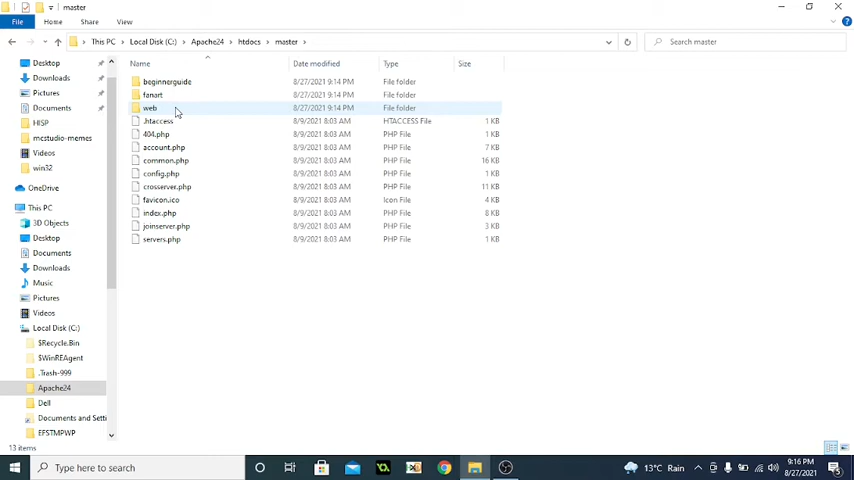 master
File Home Share View
This PC Local Disk (C:) Apache24 htdocs master Search master
Name Date modified Type Size
Desktop
Downloads
Pictures
Documents
HISP
mcstudio-memes
Videos
win32
OneDrive
This PC
3D Objects
Desktop
Documents
Downloads
Music
Pictures
Videos
Local Disk (C:)
$Recycle.Bin
$WinREAgent
.Trash-999
Apache24
Dell
Documents and Setti
EFSTMPWP
beginnerguide 8/27/2021 9:14 PM File folder
fanart 8/27/2021 9:14 PM File folder
web 8/27/2021 9:14 PM File folder
.htaccess 8/9/2021 8:03 AM HTACCESS File 1 KB
404.php 8/9/2021 8:03 AM PHP File 1 KB
account.php 8/9/2021 8:03 AM PHP File 7 KB
common.php 8/9/2021 8:03 AM PHP File 16 KB
config.php 8/9/2021 8:03 AM PHP File 1 KB
crosserver.php 8/9/2021 8:03 AM PHP File 11 KB
favicon.ico 8/9/2021 8:03 AM Icon File 4 KB
index.php 8/9/2021 8:03 AM PHP File 8 KB
joinserver.php 8/9/2021 8:03 AM PHP File 3 KB
servers.php 8/9/2021 8:03 AM PHP File 1 KB
13 items
Type here to search
13°C Rain
9:16 PM
8/27/2021
5